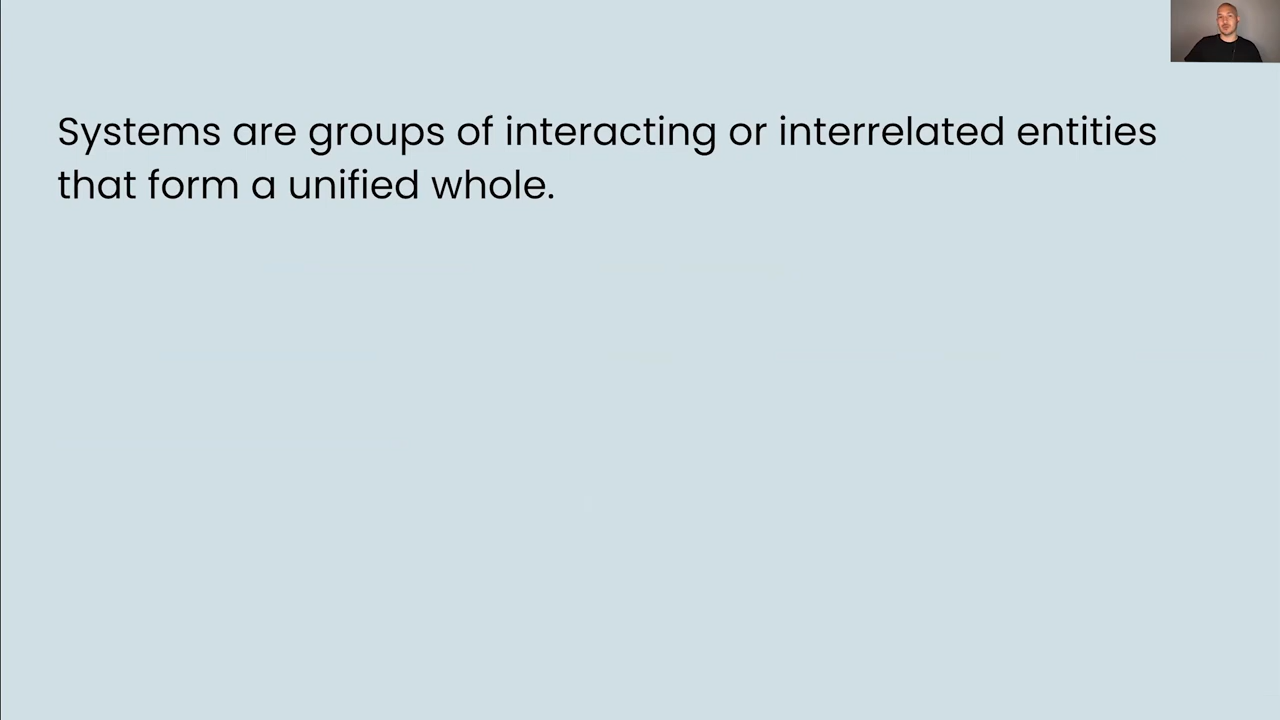 Systems are groups of interacting or interrelated entities
that form a unified whole.